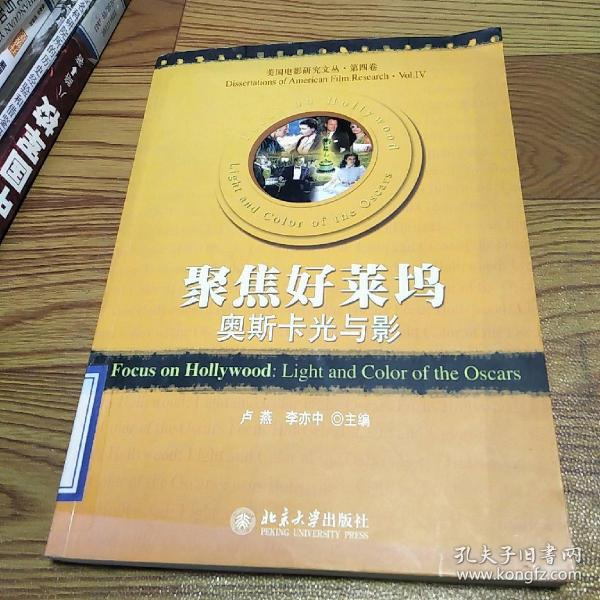 美国电影研究文丛·第四卷
Dissertations of American Film Research · Vol.IV
on Hollywood
Light and Color of the Oscars
聚焦好莱坞
奥斯卡光与影
Focus on Hollywood: Light and Color of the Oscars
卢燕 李亦中 ◎主编
北京大学出版社
PEKING UNIVERSITY PRESS
孔夫子旧书网
www.kongfz.com